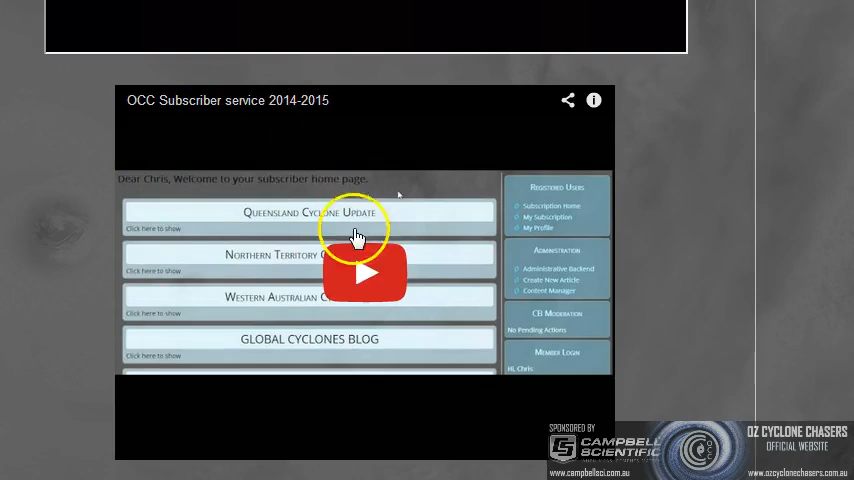 OCC Subscriber service 2014-2015
Dear Chris, Welcome to your subscriber home page.
QUEENSLAND CYCLONE UPDATE
Click here to show
NORTHERN TERRITORY
Click here to show
WESTERN AUSTRALIAN
Click here to show
GLOBAL CYCLONES BLOG
Click here to show
REGISTERED USERS
Subscription Home
My Subscription
My Profile
ADMINISTRATION
Administrative Backend
Create New Article
Content Manager
CB MODERATION
No Pending Actions
MEMBER LOGIN
Hi, Chris
SPONSORED BY
CAMPBELL
SCIENTIFIC
www.campbellsci.com.au
OCC
OZ CYCLONE CHASERS
OFFICIAL WEBSITE
www.ozcyclonechasers.com.au